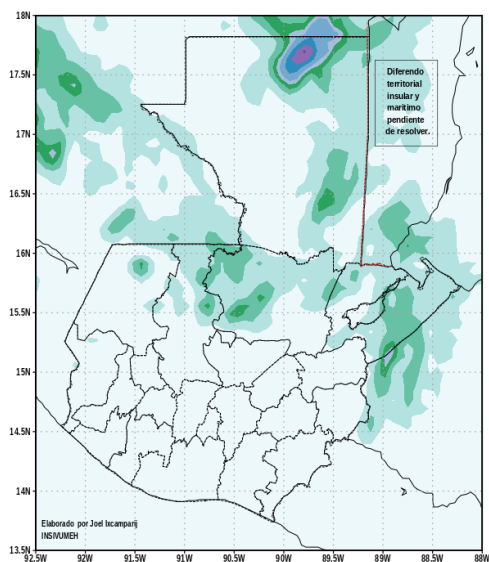 18N
17.5N
17N
16.5N
16N
15.5N
15N
14.5N
14N
13.5N
Diferendo
territorial
insular y
marítimo
pendiente
de resolver.
Elaborado por Joel Ixcamparij
INSIVUMEH
92.5W 92W 91.5W 91W 90.5W 90W 89.5W 89W 88.5W 88W